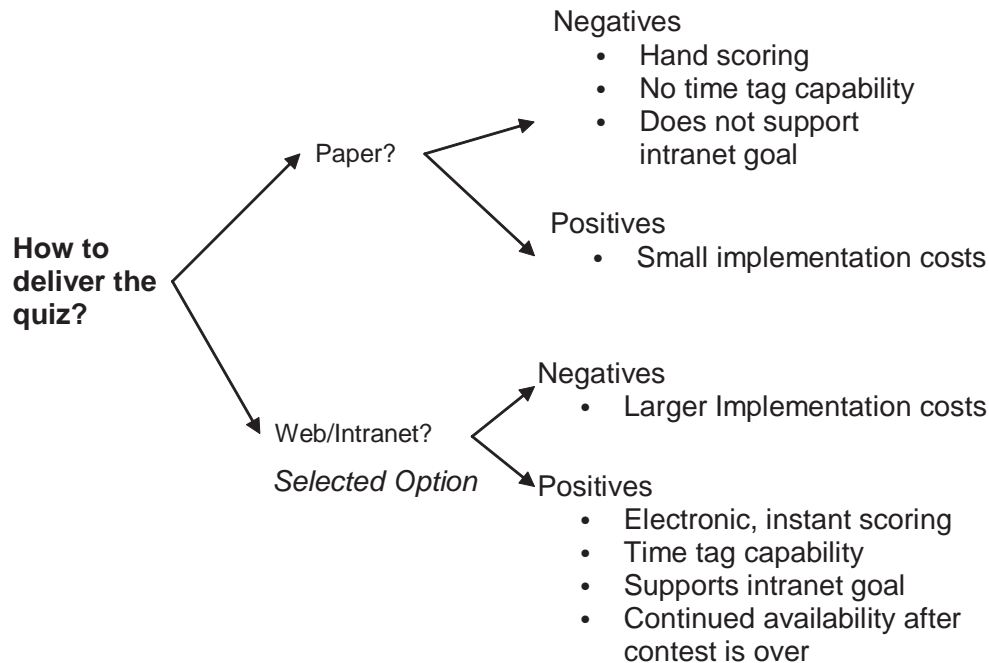 How to
deliver the
quiz?
Paper?
Negatives
• Hand scoring
• No time tag capability
• Does not support
intranet goal
Positives
• Small implementation costs
Web/Intranet?
Selected Option
Negatives
• Larger Implementation costs
Positives
• Electronic, instant scoring
• Time tag capability
• Supports intranet goal
• Continued availability after
contest is over